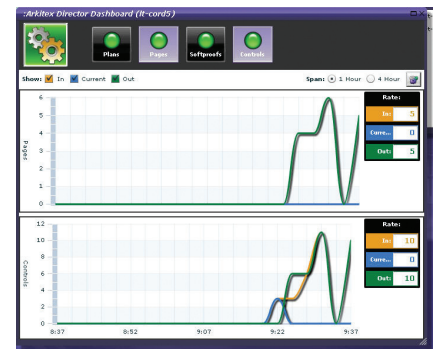 :Arkitex Director Dashboard (lt-cord5)
Plans Pages Softproofs Controls
Show: In Current Out Span: 1 Hour 4 Hour
6
5
4
3
2
1
0
Pages
Rate:
In: 5
Curre... 0
Out: 5
12
10
8
6
4
2
0
Controls
Rate:
In: 10
Curre... 0
Out: 10
8:37 8:52 9:07 9:22 9:37